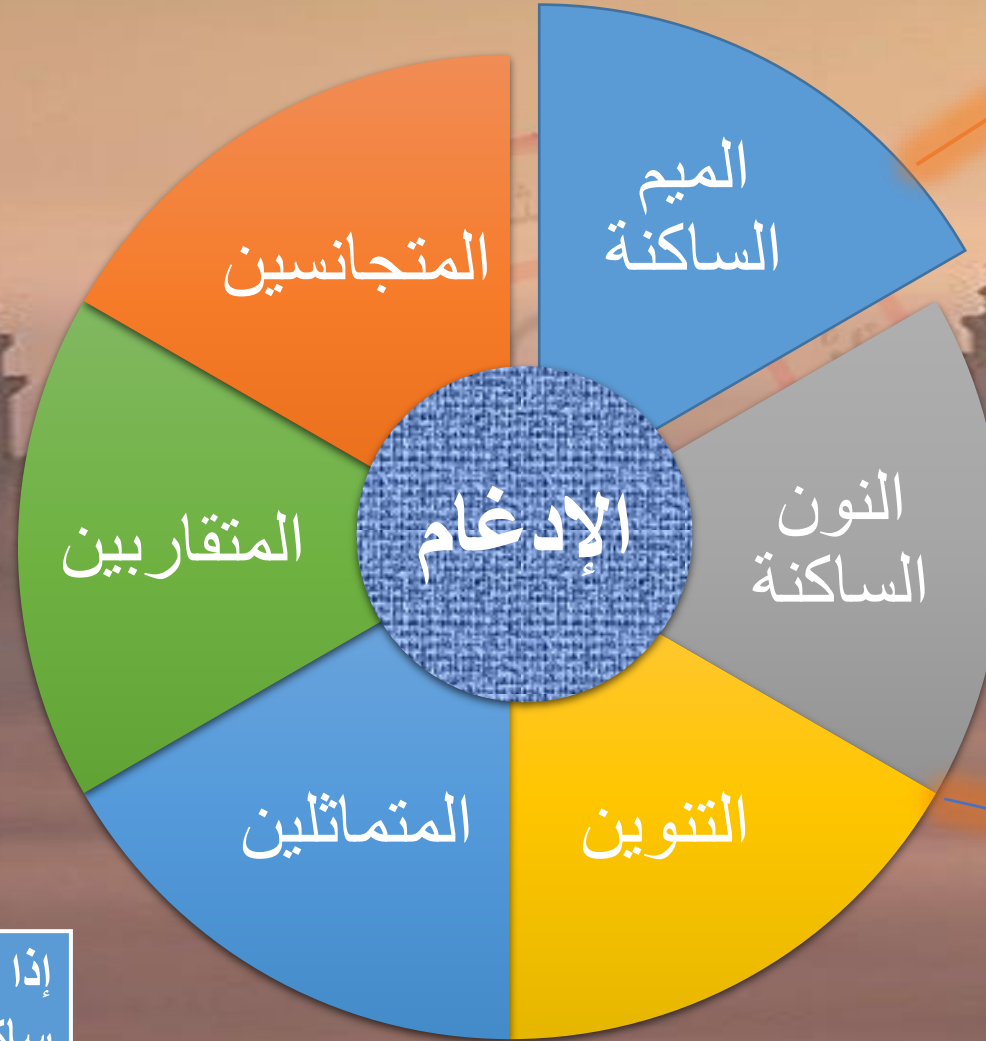 الميم
الساكنة
المتجانسين
النون
الساكنة
الإدغام
المتقاربين
التنوين
المتماثلين
إذا